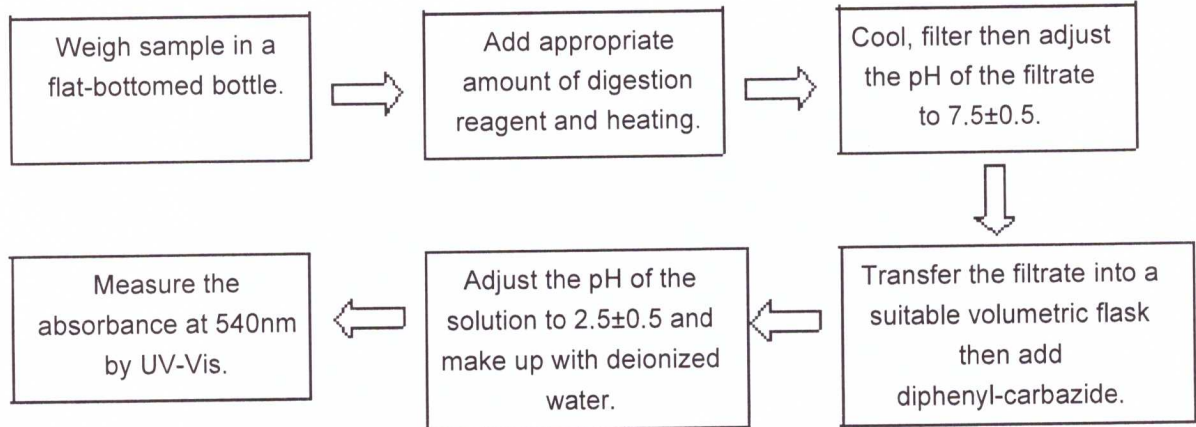 Weigh sample in a
flat-bottomed bottle.
Add appropriate
amount of digestion
reagent and heating.
Cool, filter then adjust
the pH of the filtrate
to 7.5±0.5.
Transfer the filtrate into a
suitable volumetric flask
then add
diphenyl-carbazide.
Adjust the pH of the
solution to 2.5±0.5 and
make up with deionized
water.
Measure the
absorbance at 540nm
by UV-Vis.